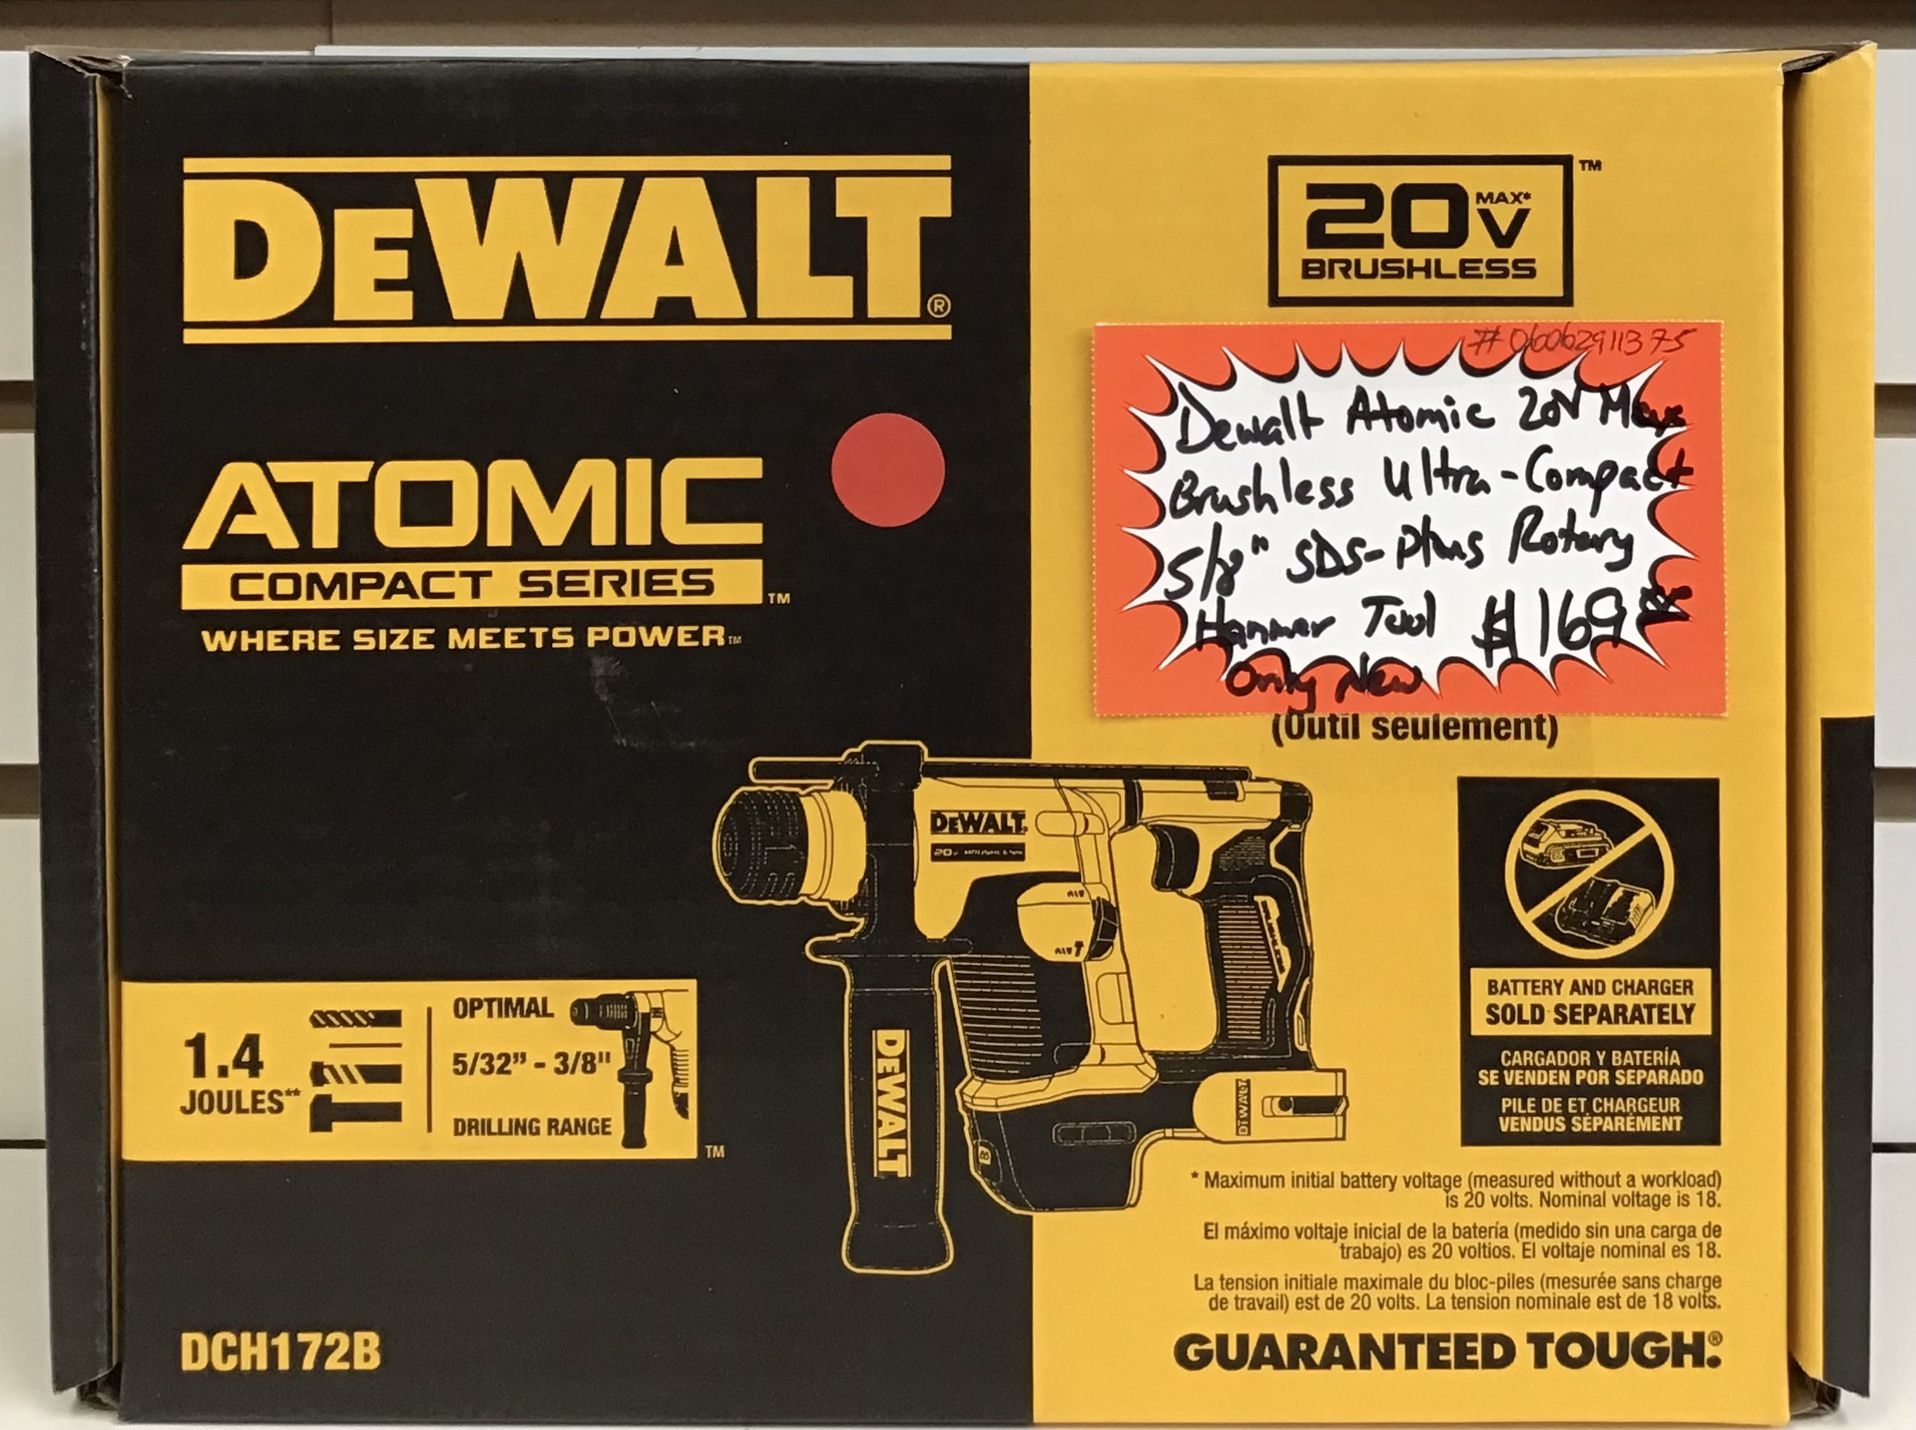 DEWALT®
20V MAX* ™
BRUSHLESS
#06062911375
Dewalt Atomic 20V Max
Brushless Ultra-Compact
5/8" SDS-Plus Rotary
Hammer Tool $169
Only New
(Outil seulement)
ATOMIC
COMPACT SERIES™
WHERE SIZE MEETS POWER™
DEWALT
20V
DEWALT
DEWALT
1.4
JOULES**
OPTIMAL
5/32" - 3/8"
DRILLING RANGE
™
BATTERY AND CHARGER
SOLD SEPARATELY
CARGADOR Y BATERÍA
SE VENDEN POR SEPARADO
PILE DE ET CHARGEUR
VENDUS SÉPARÉMENT
* Maximum initial battery voltage (measured without a workload)
is 20 volts. Nominal voltage is 18.
El máximo voltaje inicial de la batería (medido sin una carga de
trabajo) es 20 voltios. El voltaje nominal es 18.
La tension initiale maximale du bloc-piles (mesurée sans charge
de travail) est de 20 volts. La tension nominale est de 18 volts.
DCH172B
GUARANTEED TOUGH.®